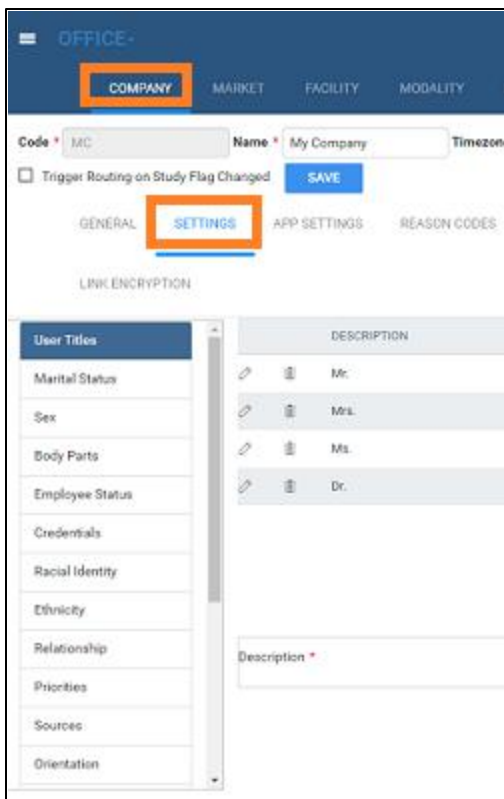 OFFICE-
COMPANY MARKET FACILITY MODALITY
Code * MC Name * My Company Timezon
Trigger Routing on Study Flag Changed SAVE
GENERAL SETTINGS APP SETTINGS REASON CODES
LINK ENCRYPTION
User Titles
Marital Status
Sex
Body Parts
Employee Status
Credentials
Racial Identity
Ethnicity
Relationship
Priorities
Sources
Orientation
DESCRIPTION
Mr.
Mrs.
Ms.
Dr.
Description *